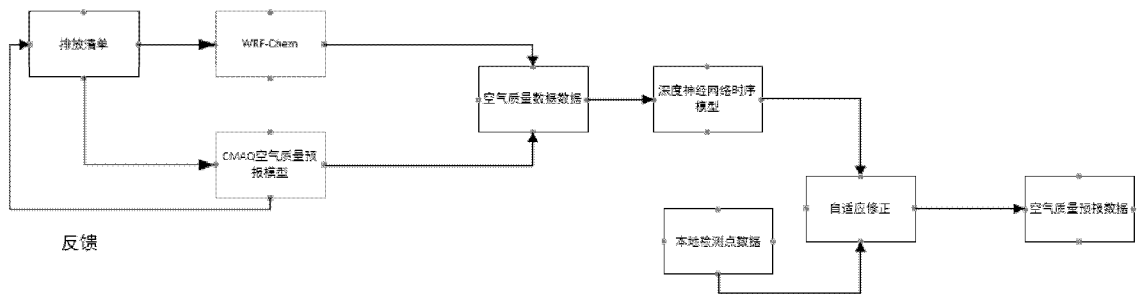 排放清单
WRF-Chem
CMAQ空气质量预
报模型
反馈
空气质量数据数据
深度神经网络时序
模型
本地检测点数据
自适应修正
空气质量预报数据